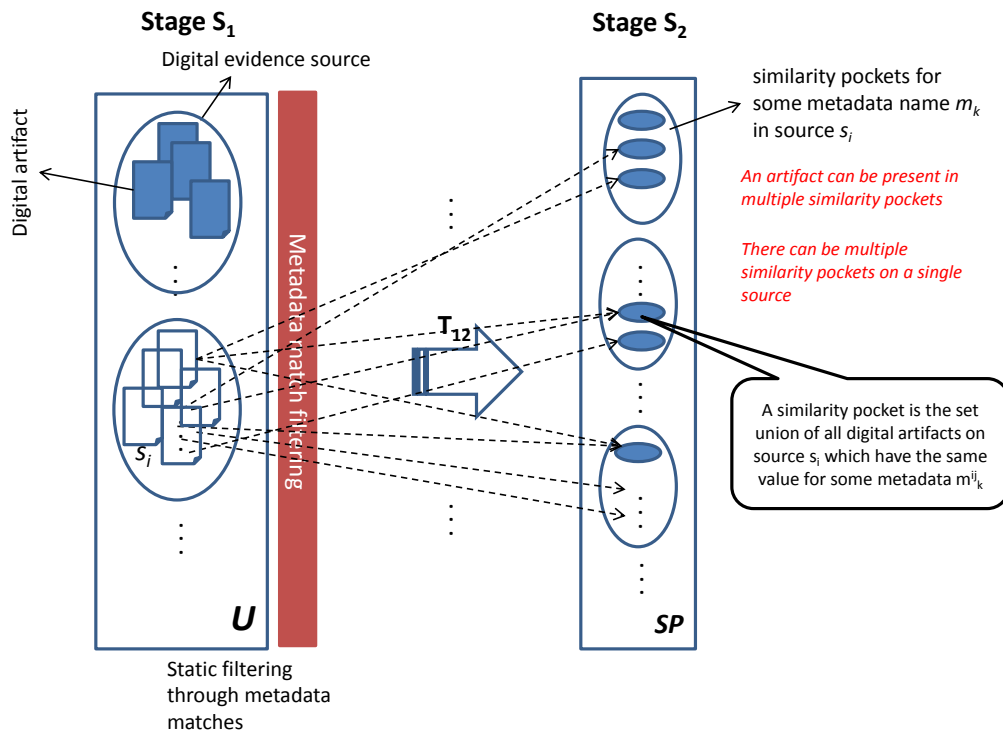 Stage S1
Stage S2
Digital evidence source
Digital artifact
similarity pockets for
some metadata name mk
in source si
An artifact can be present in
multiple similarity pockets
There can be multiple
similarity pockets on a single
source
Metadata match filtering
T12
si
A similarity pocket is the set
union of all digital artifacts on
source si which have the same
value for some metadata mijk
U
SP
Static filtering
through metadata
matches